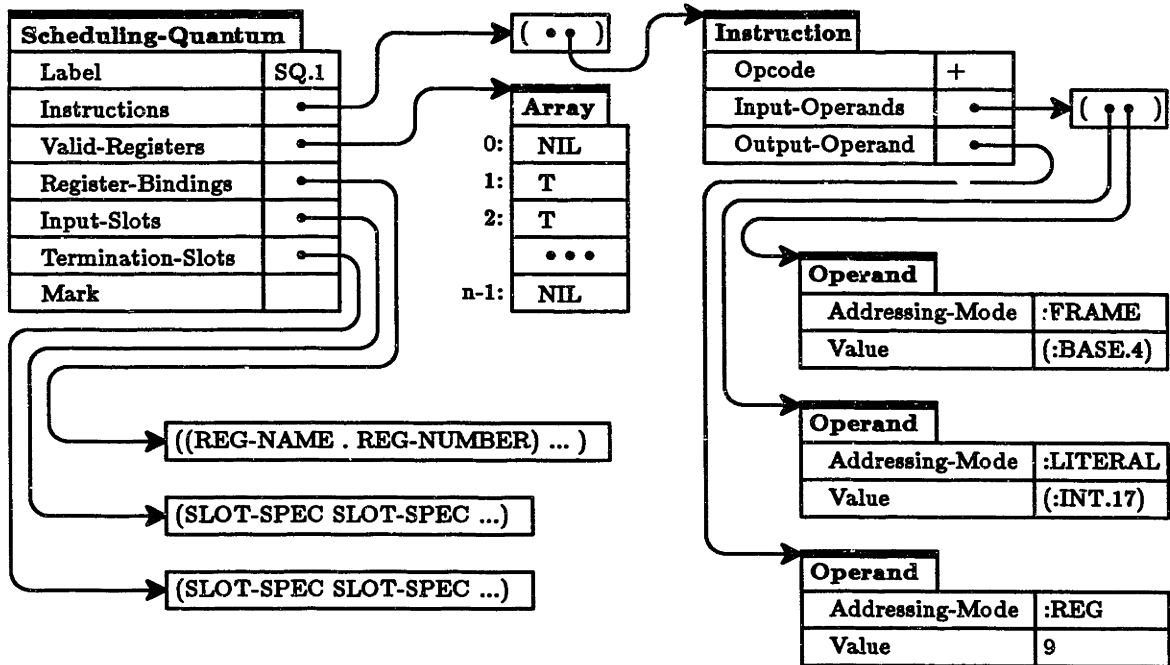 Scheduling-Quantum
Label SQ.1
Instructions
Valid-Registers
Register-Bindings
Input-Slots
Termination-Slots
Mark
( • • )
Array
0: NIL
1: T
2: T
• • •
n-1: NIL
Instruction
Opcode +
Input-Operands
Output-Operand
( • • )
Operand
Addressing-Mode :FRAME
Value (:BASE.4)
Operand
Addressing-Mode :LITERAL
Value (:INT.17)
Operand
Addressing-Mode :REG
Value 9
((REG-NAME . REG-NUMBER) ... )
(SLOT-SPEC SLOT-SPEC ...)
(SLOT-SPEC SLOT-SPEC ...)